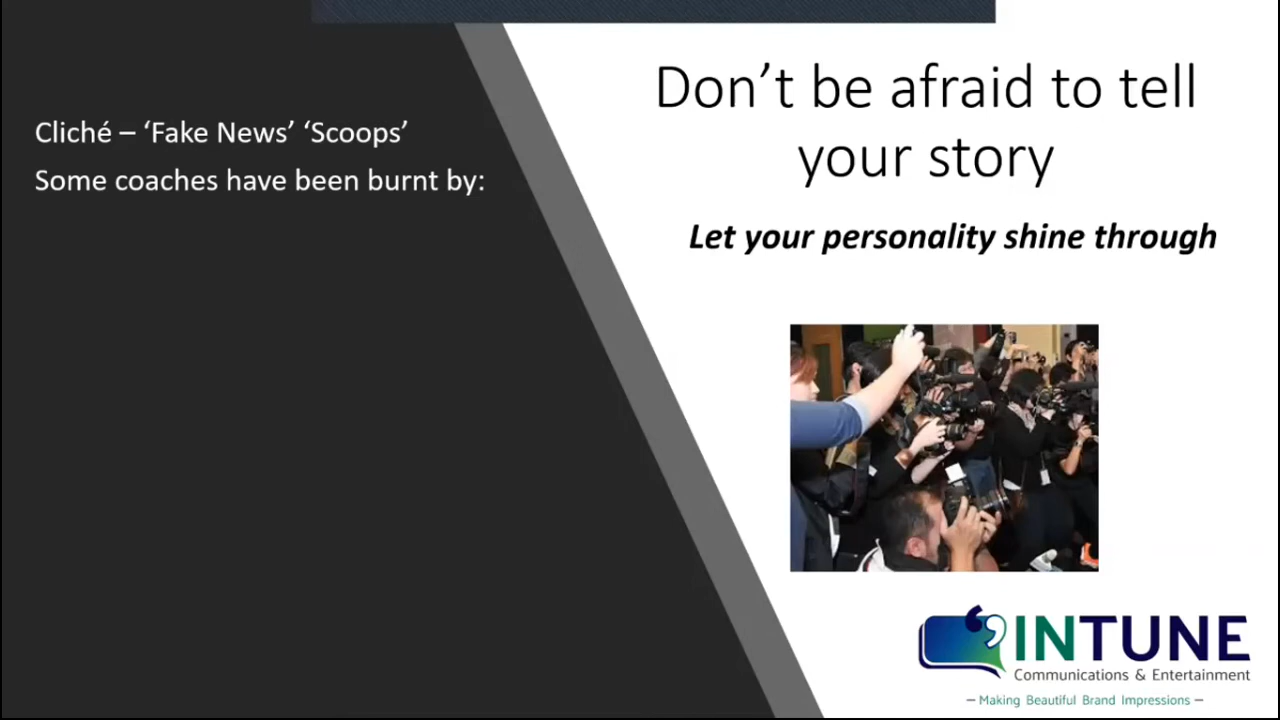 Cliché – ‘Fake News’ ‘Scoops’
Some coaches have been burnt by:
Don’t be afraid to tell
your story
Let your personality shine through
INTUNE
Communications & Entertainment
– Making Beautiful Brand Impressions –